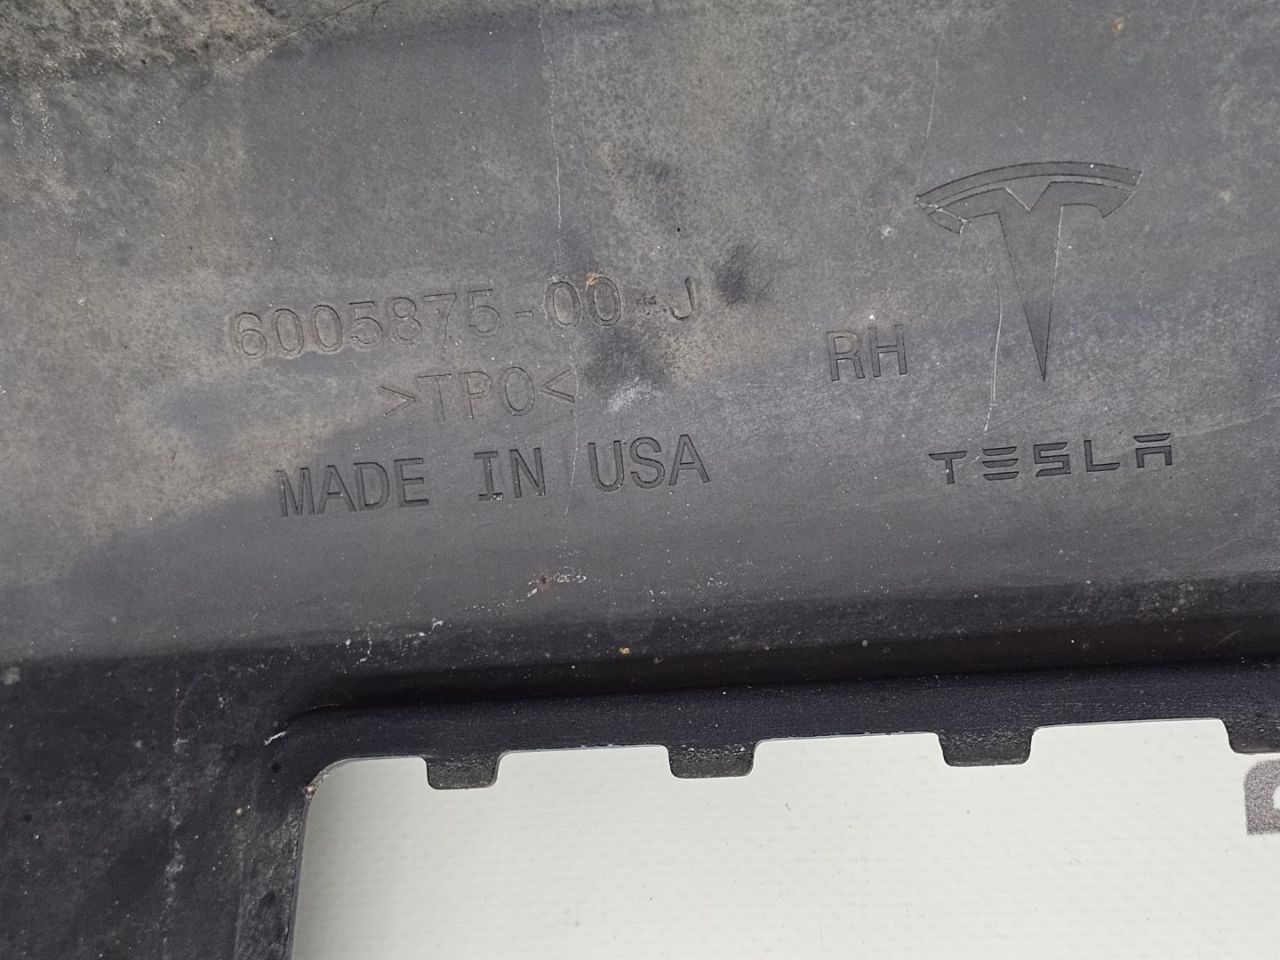 6005875-00-J
>TPO<
MADE IN USA
RH
TESLA